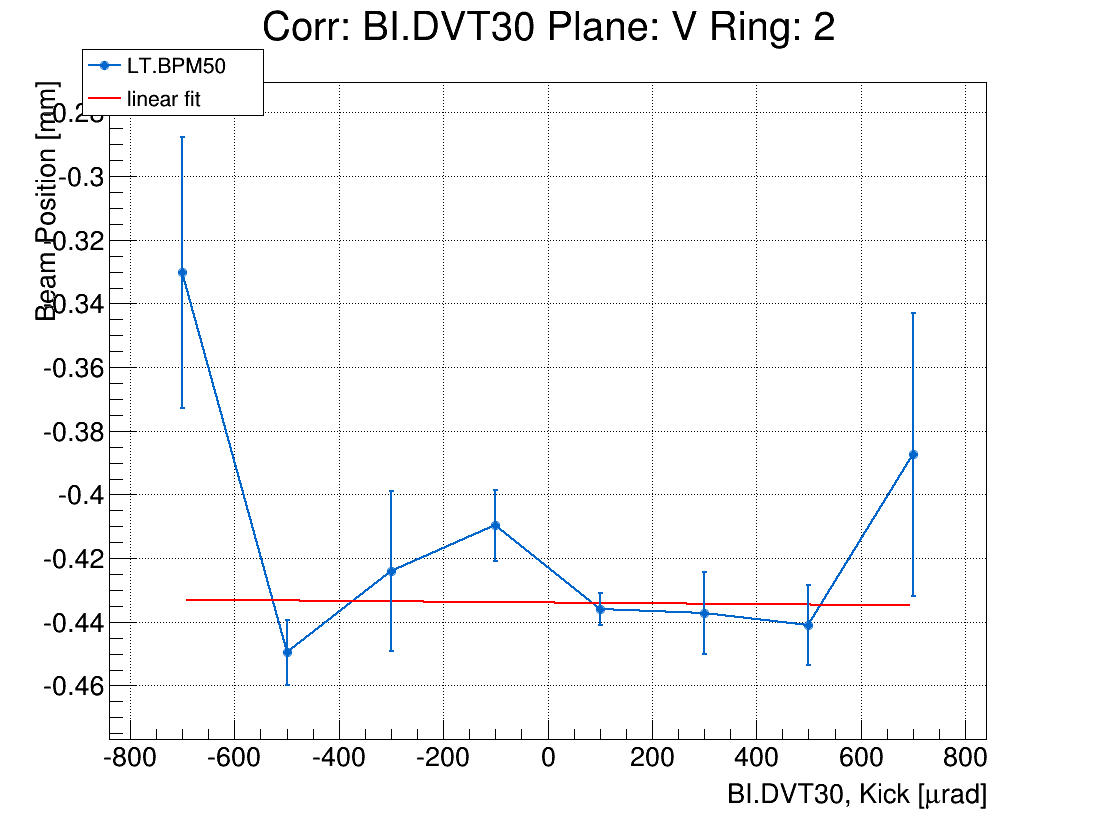 Corr: BI.DVT30 Plane: V Ring: 2
LT.BPM50
linear fit
Beam Position [mm]
-0.3
-0.32
-0.34
-0.36
-0.38
-0.4
-0.42
-0.44
-0.46
-800 -600 -400 -200 0 200 400 600 800
BI.DVT30, Kick [μrad]